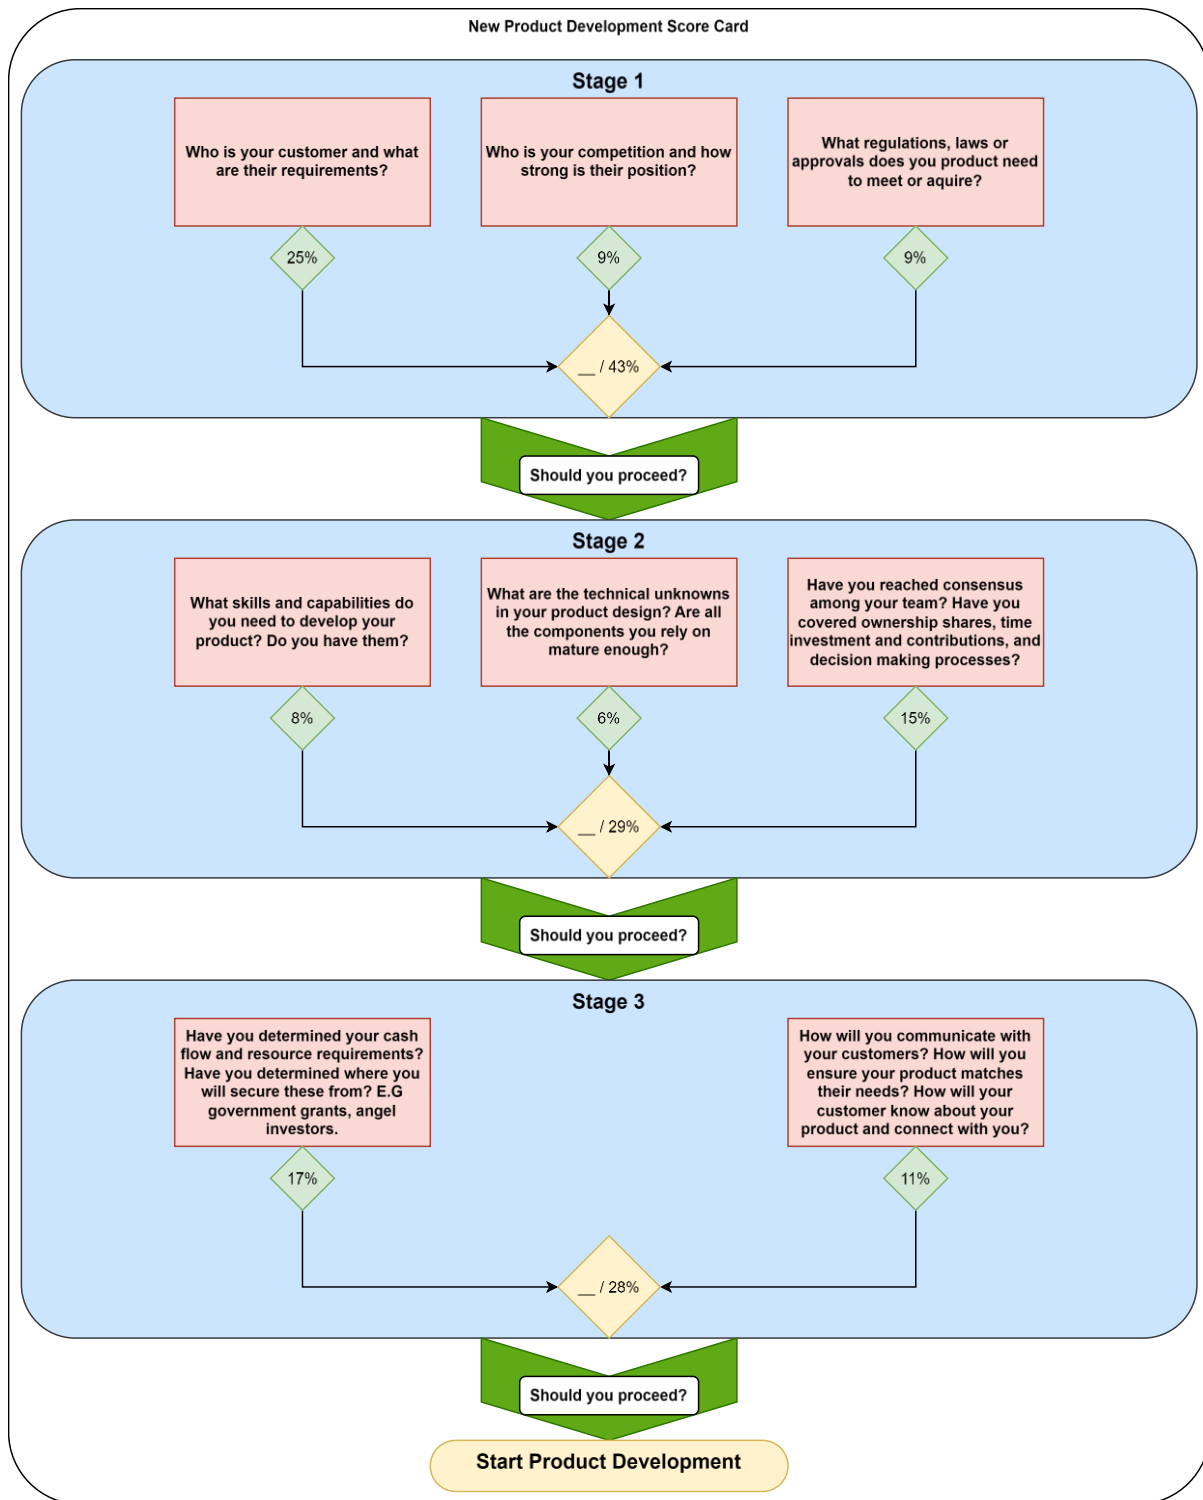 New Product Development Score Card
Stage 1
Who is your customer and what
are their requirements?
Who is your competition and how
strong is their position?
What regulations, laws or
approvals does you product need
to meet or aquire?
25%
9%
9%
__ / 43%
Should you proceed?
Stage 2
What skills and capabilities do
you need to develop your
product? Do you have them?
What are the technical unknowns
in your product design? Are all
the components you rely on
mature enough?
Have you reached consensus
among your team? Have you
covered ownership shares, time
investment and contributions, and
decision making processes?
8%
6%
15%
__ / 29%
Should you proceed?
Stage 3
Have you determined your cash
flow and resource requirements?
Have you determined where you
will secure these from? E.G
government grants, angel
investors.
How will you communicate with
your customers? How will you
ensure your product matches
their needs? How will your
customer know about your
product and connect with you?
17%
11%
__ / 28%
Should you proceed?
Start Product Development